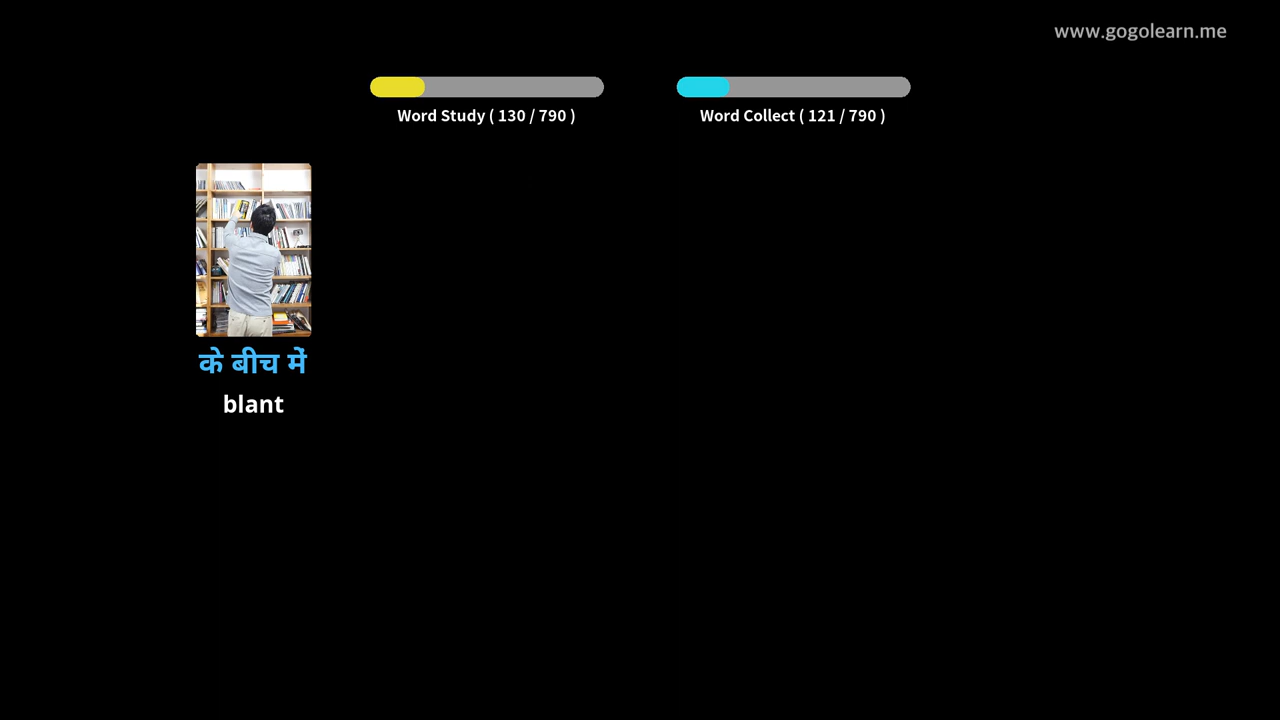 www.gogolearn.me
Word Study ( 130 / 790 )
Word Collect ( 121 / 790 )
के बीच में
blant